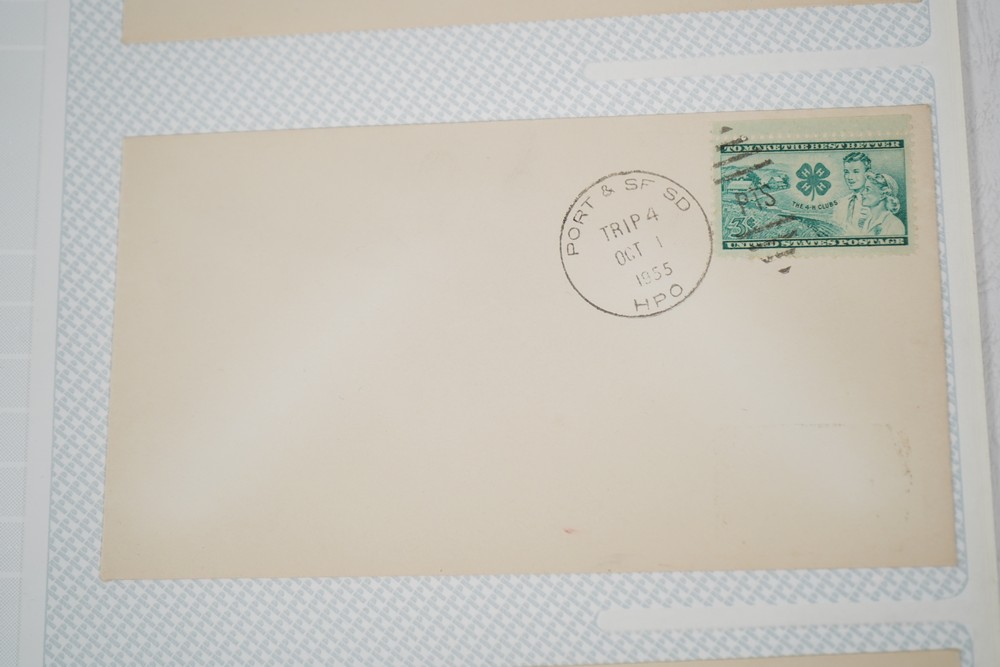 PORT & SF SD
TRIP 4
OCT 1
1955
HPO
PTS
TO MAKE THE BEST BETTER
H H
H H
THE 4-H CLUBS
3¢
UNITED STATES POSTAGE